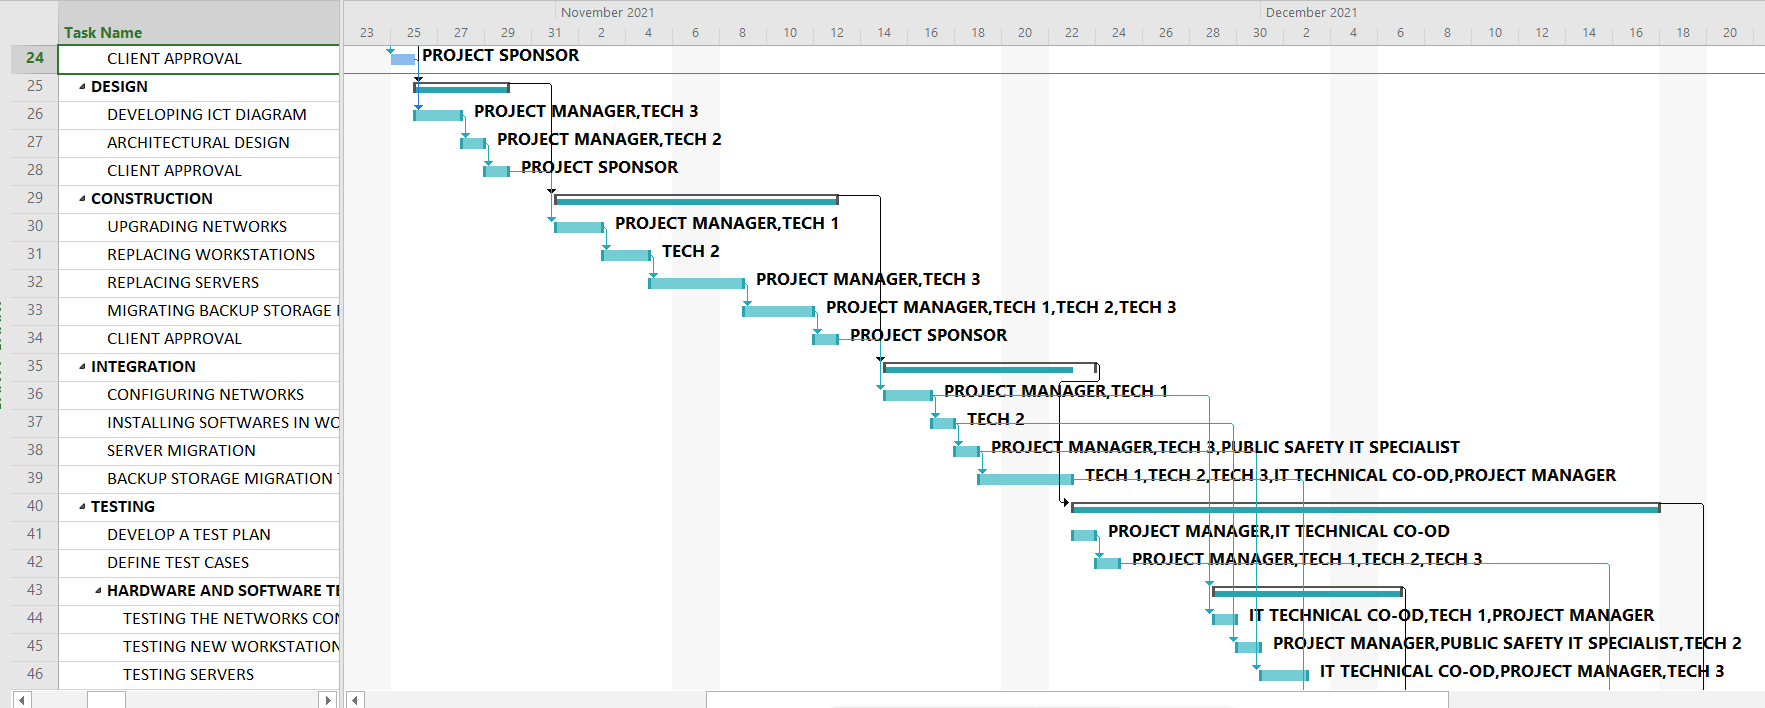 November 2021
December 2021
Task Name
23 25 27 29 31 2 4 6 8 10 12 14 16 18 20 22 24 26 28 30 2 4 6 8 10 12 14 16 18 20
24 CLIENT APPROVAL PROJECT SPONSOR
25 DESIGN
26 DEVELOPING ICT DIAGRAM PROJECT MANAGER,TECH 3
27 ARCHITECTURAL DESIGN PROJECT MANAGER,TECH 2
28 CLIENT APPROVAL PROJECT SPONSOR
29 CONSTRUCTION
30 UPGRADING NETWORKS PROJECT MANAGER,TECH 1
31 REPLACING WORKSTATIONS TECH 2
32 REPLACING SERVERS PROJECT MANAGER,TECH 3
33 MIGRATING BACKUP STORAGE PROJECT MANAGER,TECH 1,TECH 2,TECH 3
34 CLIENT APPROVAL PROJECT SPONSOR
35 INTEGRATION
36 CONFIGURING NETWORKS PROJECT MANAGER,TECH 1
37 INSTALLING SOFTWARES IN WO TECH 2
38 SERVER MIGRATION PROJECT MANAGER,TECH 3,PUBLIC SAFETY IT SPECIALIST
39 BACKUP STORAGE MIGRATION TECH 1,TECH 2,TECH 3,IT TECHNICAL CO-OD,PROJECT MANAGER
40 TESTING
41 DEVELOP A TEST PLAN PROJECT MANAGER,IT TECHNICAL CO-OD
42 DEFINE TEST CASES PROJECT MANAGER,TECH 1,TECH 2,TECH 3
43 HARDWARE AND SOFTWARE TE
44 TESTING THE NETWORKS CON IT TECHNICAL CO-OD,TECH 1,PROJECT MANAGER
45 TESTING NEW WORKSTATION PROJECT MANAGER,PUBLIC SAFETY IT SPECIALIST,TECH 2
46 TESTING SERVERS IT TECHNICAL CO-OD,PROJECT MANAGER,TECH 3